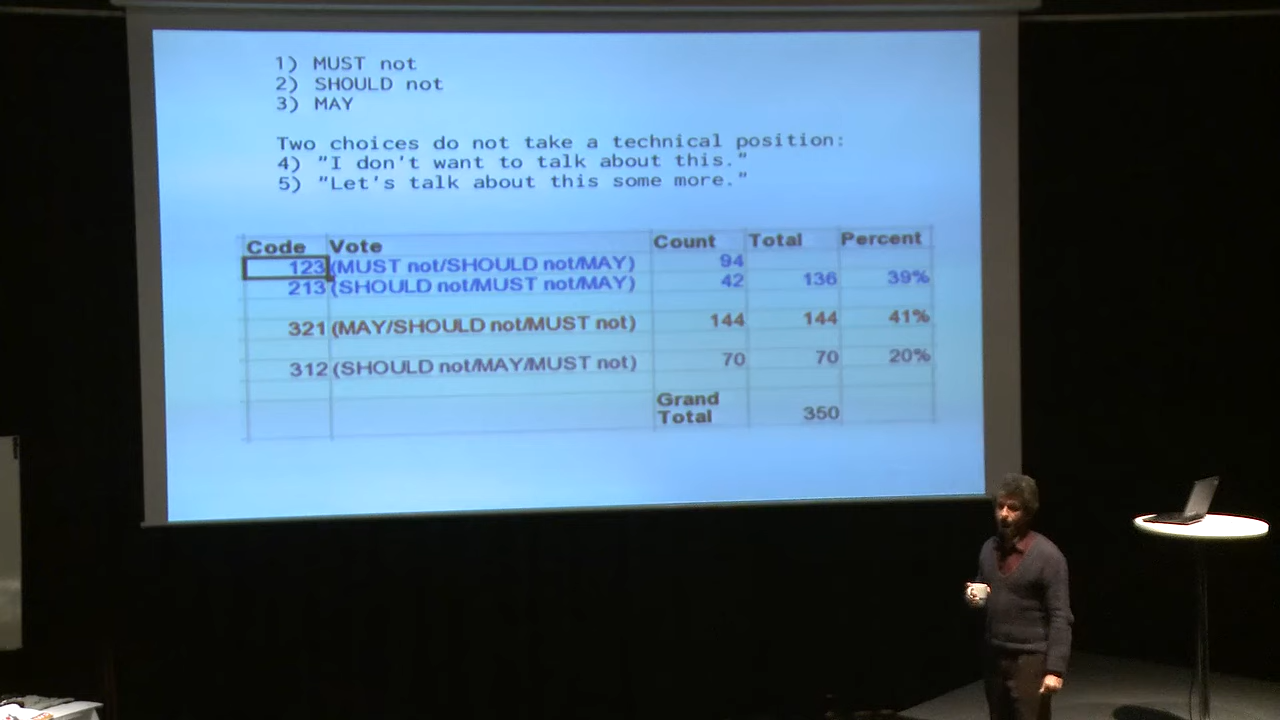 1) MUST not
2) SHOULD not
3) MAY
Two choices do not take a technical position:
4) "I don't want to talk about this."
5) "Let's talk about this some more."
Code Vote Count Total Percent
123 (MUST not/SHOULD not/MAY) 94
213 (SHOULD not/MUST not/MAY) 42 136 39%
321 (MAY/SHOULD not/MUST not) 144 144 41%
312 (SHOULD not/MAY/MUST not) 70 70 20%
Grand
Total 350